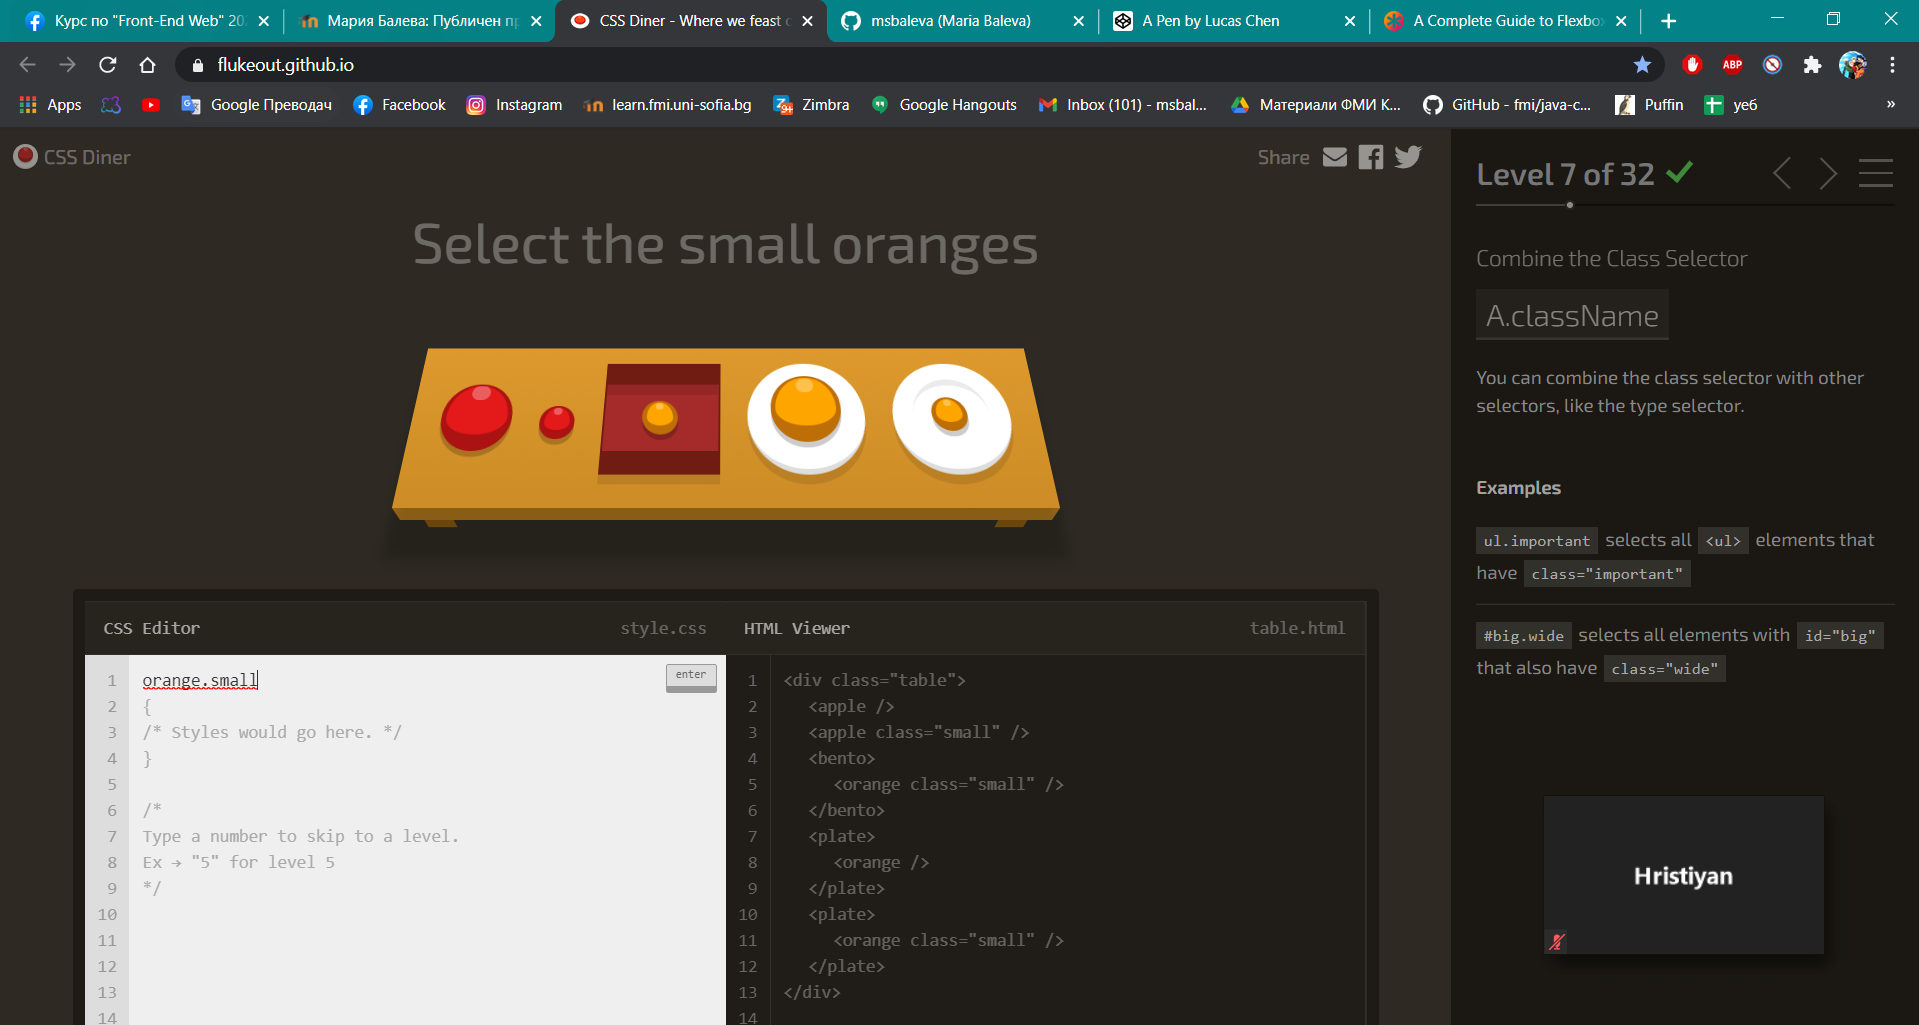 Курс по "Front-End Web" 20
Мария Балева: Публичен пр
CSS Diner - Where we feast o
msbaleva (Maria Baleva)
A Pen by Lucas Chen
A Complete Guide to Flexbox
flukeout.github.io
ABP
Apps
Google Преводач
Facebook
Instagram
learn.fmi.uni-sofia.bg
Zimbra
Google Hangouts
Inbox (101) - msbal...
Материали ФМИ К...
GitHub - fmi/java-c...
Puffin
уеб
»
CSS Diner
Share
Select the small oranges
CSS Editor
style.css
HTML Viewer
table.html
1 orange.small
enter
2 {
3 /* Styles would go here. */
4 }
5
6 /*
7 Type a number to skip to a level.
8 Ex → "5" for level 5
9 */
10
11
12
13
14
1 <div class="table">
2 <apple />
3 <apple class="small" />
4 <bento>
5 <orange class="small" />
6 </bento>
7 <plate>
8 <orange />
9 </plate>
10 <plate>
11 <orange class="small" />
12 </plate>
13 </div>
14
Level 7 of 32
Combine the Class Selector
A.className
You can combine the class selector with other
selectors, like the type selector.
Examples
ul.important selects all <ul> elements that
have class="important"
#big.wide selects all elements with id="big"
that also have class="wide"
Hristiyan